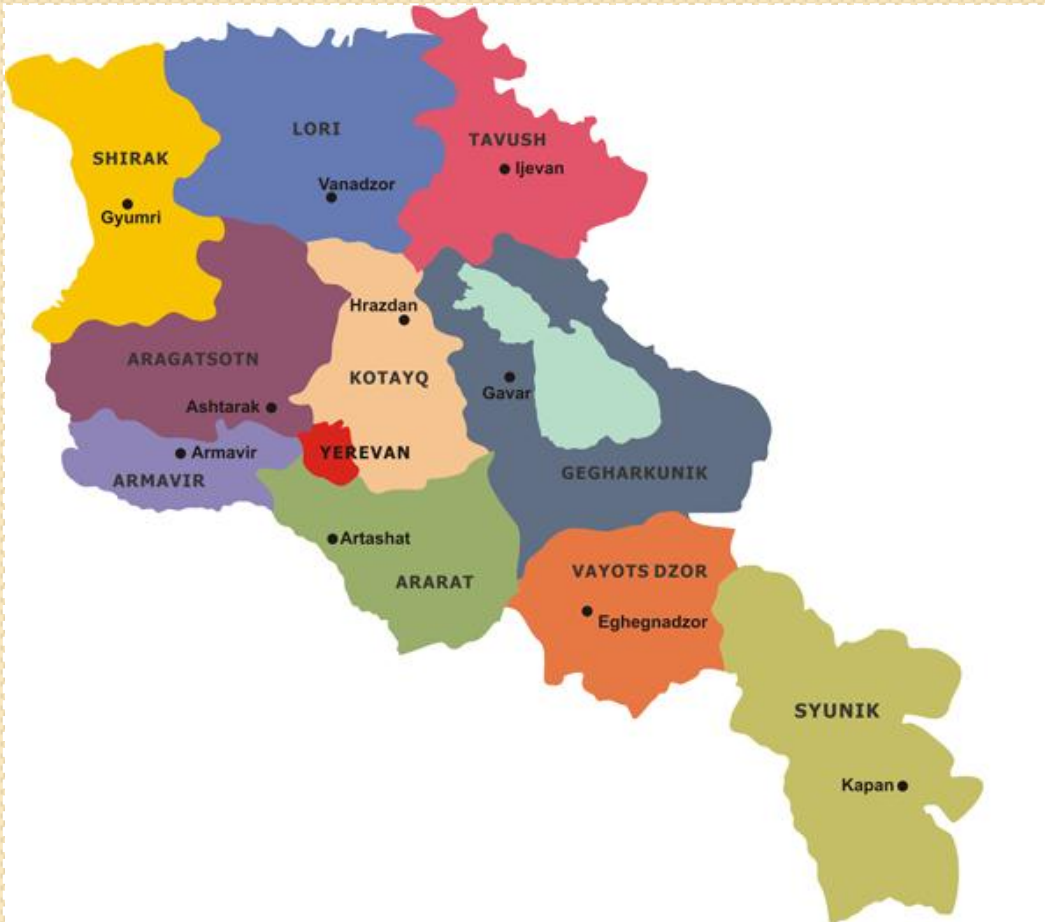 LORI
TAVUSH
SHIRAK
Ijevan
Vanadzor
Gyumri
Hrazdan
ARAGATSOTN
KOTAYQ
Gavar
Ashtarak
Armavir
YEREVAN
ARMAVIR
GEGHARKUNIK
Artashat
ARARAT
VAYOTS DZOR
Eghegnadzor
SYUNIK
Kapan